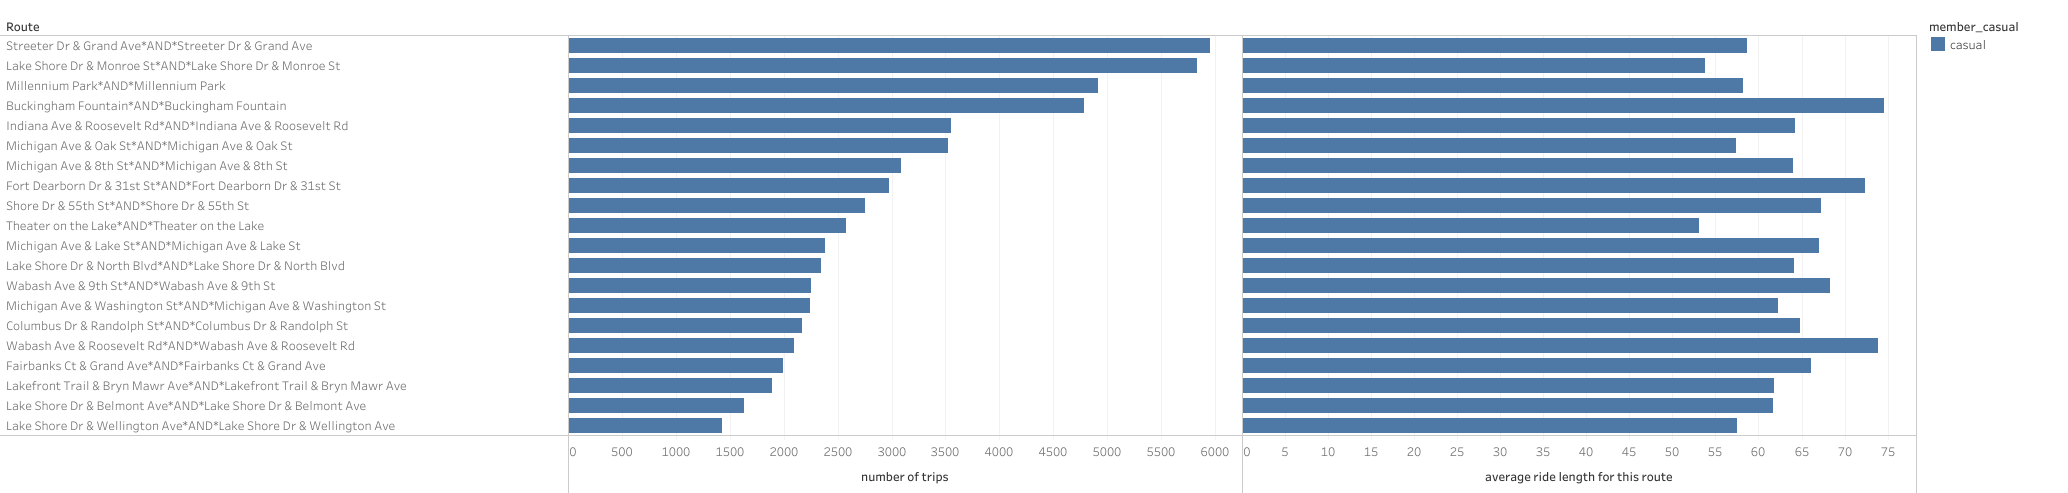 Route
member_casual
Streeter Dr & Grand Ave*AND*Streeter Dr & Grand Ave
casual
Lake Shore Dr & Monroe St*AND*Lake Shore Dr & Monroe St
Millennium Park*AND*Millennium Park
Buckingham Fountain*AND*Buckingham Fountain
Indiana Ave & Roosevelt Rd*AND*Indiana Ave & Roosevelt Rd
Michigan Ave & Oak St*AND*Michigan Ave & Oak St
Michigan Ave & 8th St*AND*Michigan Ave & 8th St
Fort Dearborn Dr & 31st St*AND*Fort Dearborn Dr & 31st St
Shore Dr & 55th St*AND*Shore Dr & 55th St
Theater on the Lake*AND*Theater on the Lake
Michigan Ave & Lake St*AND*Michigan Ave & Lake St
Lake Shore Dr & North Blvd*AND*Lake Shore Dr & North Blvd
Wabash Ave & 9th St*AND*Wabash Ave & 9th St
Michigan Ave & Washington St*AND*Michigan Ave & Washington St
Columbus Dr & Randolph St*AND*Columbus Dr & Randolph St
Wabash Ave & Roosevelt Rd*AND*Wabash Ave & Roosevelt Rd
Fairbanks Ct & Grand Ave*AND*Fairbanks Ct & Grand Ave
Lakefront Trail & Bryn Mawr Ave*AND*Lakefront Trail & Bryn Mawr Ave
Lake Shore Dr & Belmont Ave*AND*Lake Shore Dr & Belmont Ave
Lake Shore Dr & Wellington Ave*AND*Lake Shore Dr & Wellington Ave
0 500 1000 1500 2000 2500 3000 3500 4000 4500 5000 5500 6000
0 5 10 15 20 25 30 35 40 45 50 55 60 65 70 75
number of trips
average ride length for this route